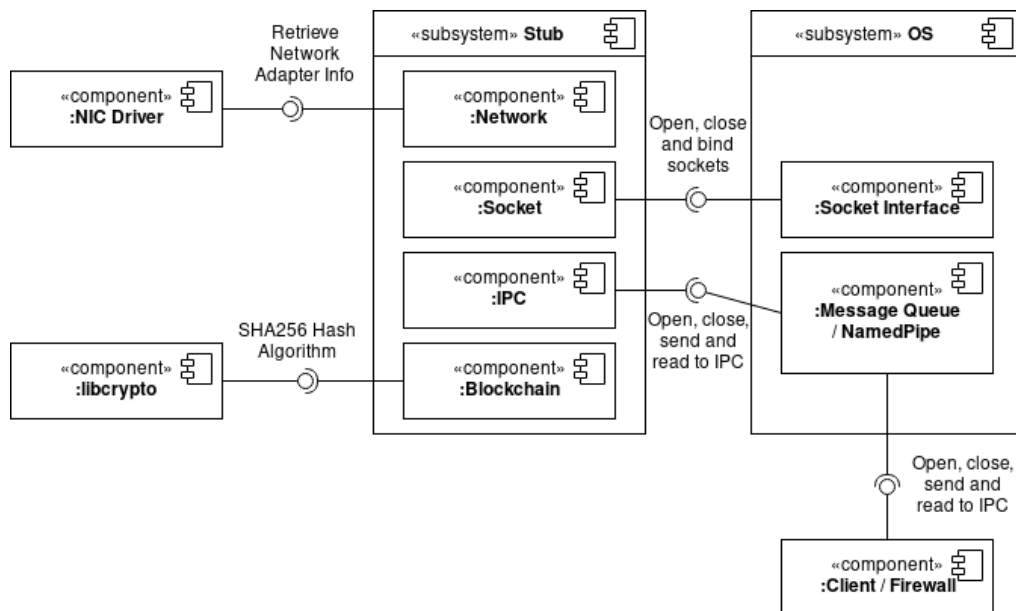 Retrieve
Network
Adapter Info
«subsystem» Stub
«subsystem» OS
«component»
:NIC Driver
«component»
:Network
Open, close
and bind
sockets
«component»
:Socket
«component»
:Socket Interface
«component»
:IPC
«component»
:Message Queue
/ NamedPipe
Open, close,
send and
read to IPC
SHA256 Hash
Algorithm
«component»
:libcrypto
«component»
:Blockchain
Open, close,
send and
read to IPC
«component»
:Client / Firewall